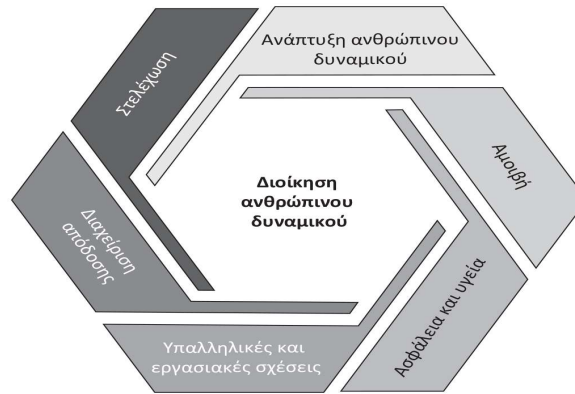 Στελέχωση
Ανάπτυξη ανθρώπινου
δυναμικού
Αμοιβή
Διοίκηση
ανθρώπινου
δυναμικού
Διαχείριση
απόδοσης
Ασφάλεια και υγεία
Υπαλληλικές και
εργασιακές σχέσεις